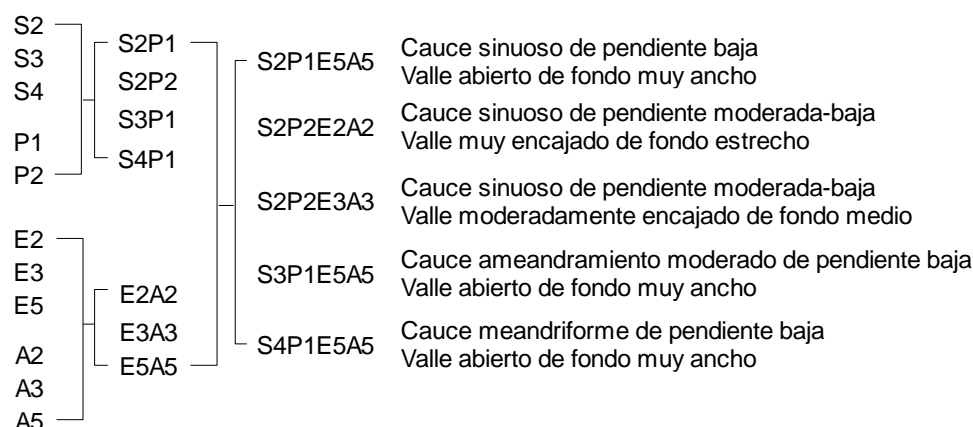 S2
S3
S4
P1
P2
E2
E3
E5
A2
A3
A5
S2P1
S2P2
S3P1
S4P1
E2A2
E3A3
E5A5
S2P1E5A5
Cauce sinuoso de pendiente baja
Valle abierto de fondo muy ancho
S2P2E2A2
Cauce sinuoso de pendiente moderada-baja
Valle muy encajado de fondo estrecho
S2P2E3A3
Cauce sinuoso de pendiente moderada-baja
Valle moderadamente encajado de fondo medio
S3P1E5A5
Cauce ameandramiento moderado de pendiente baja
Valle abierto de fondo muy ancho
S4P1E5A5
Cauce meandriforme de pendiente baja
Valle abierto de fondo muy ancho